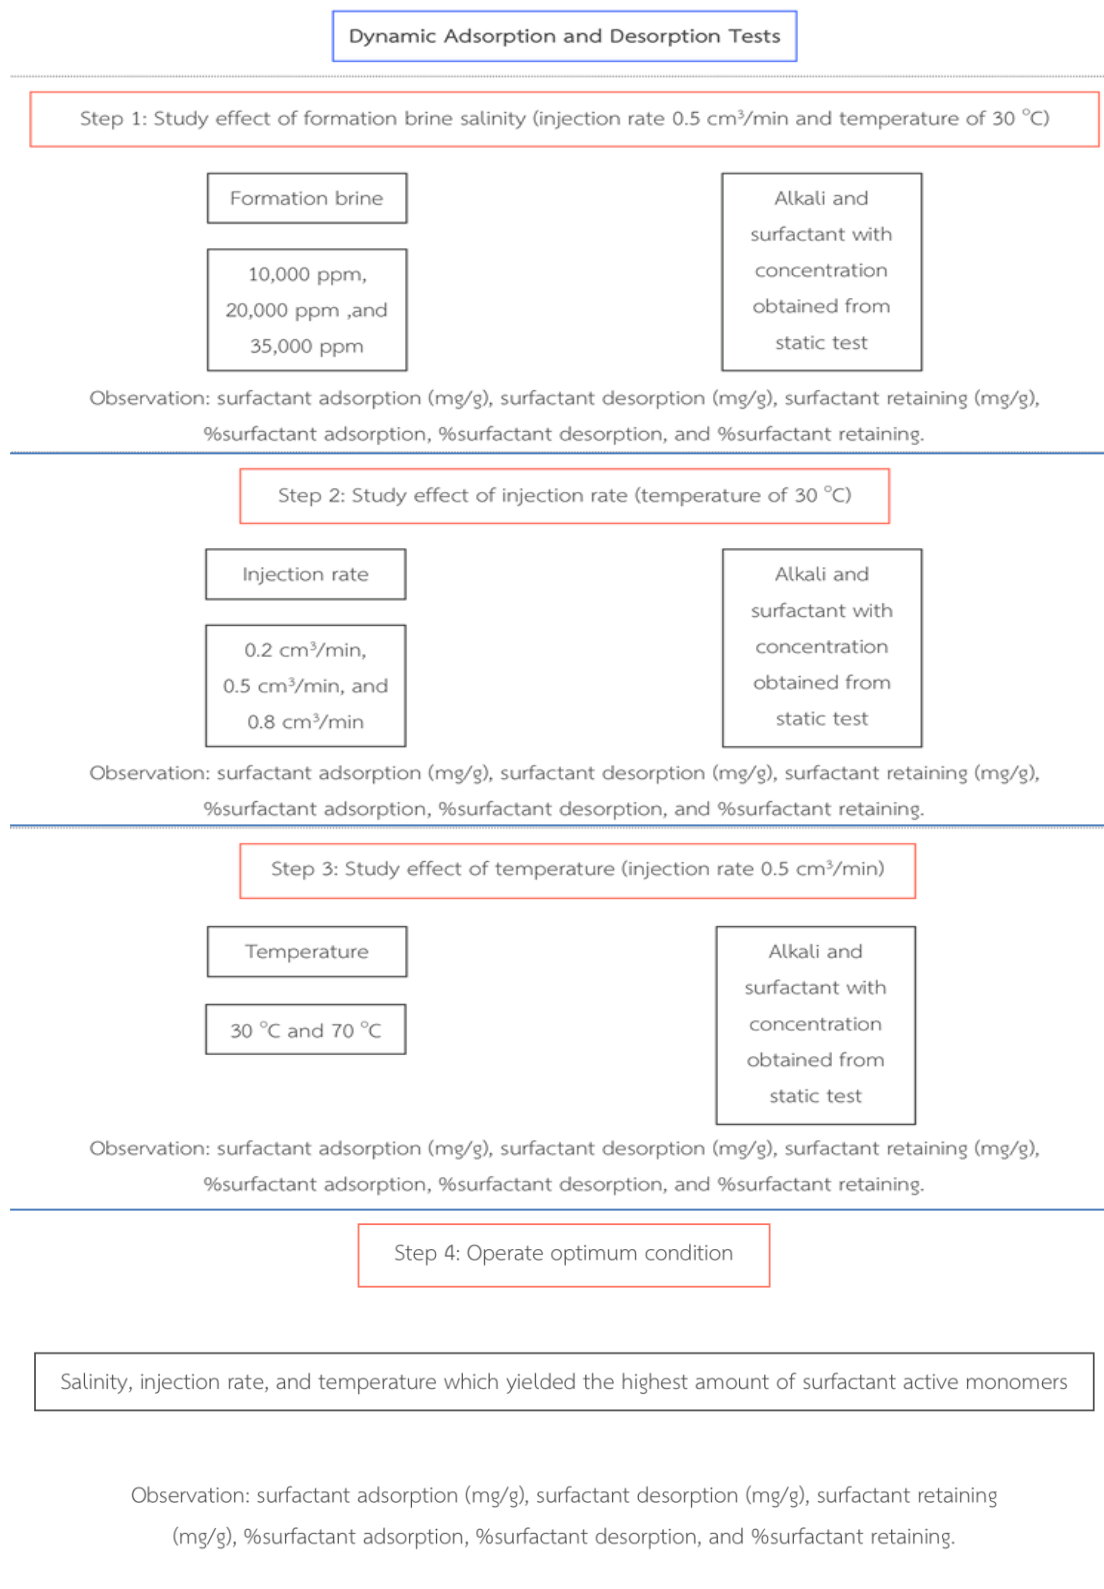 Dynamic Adsorption and Desorption Tests
Step 1: Study effect of formation brine salinity (injection rate 0.5 cm³/min and temperature of 30 °C)
Formation brine
10,000 ppm,
20,000 ppm ,and
35,000 ppm
Alkali and
surfactant with
concentration
obtained from
static test
Observation: surfactant adsorption (mg/g), surfactant desorption (mg/g), surfactant retaining (mg/g),
%surfactant adsorption, %surfactant desorption, and %surfactant retaining.
Step 2: Study effect of injection rate (temperature of 30 °C)
Injection rate
0.2 cm³/min,
0.5 cm³/min, and
0.8 cm³/min
Alkali and
surfactant with
concentration
obtained from
static test
Observation: surfactant adsorption (mg/g), surfactant desorption (mg/g), surfactant retaining (mg/g),
%surfactant adsorption, %surfactant desorption, and %surfactant retaining.
Step 3: Study effect of temperature (injection rate 0.5 cm³/min)
Temperature
30 °C and 70 °C
Alkali and
surfactant with
concentration
obtained from
static test
Observation: surfactant adsorption (mg/g), surfactant desorption (mg/g), surfactant retaining (mg/g),
%surfactant adsorption, %surfactant desorption, and %surfactant retaining.
Step 4: Operate optimum condition
Salinity, injection rate, and temperature which yielded the highest amount of surfactant active monomers
Observation: surfactant adsorption (mg/g), surfactant desorption (mg/g), surfactant retaining
(mg/g), %surfactant adsorption, %surfactant desorption, and %surfactant retaining.